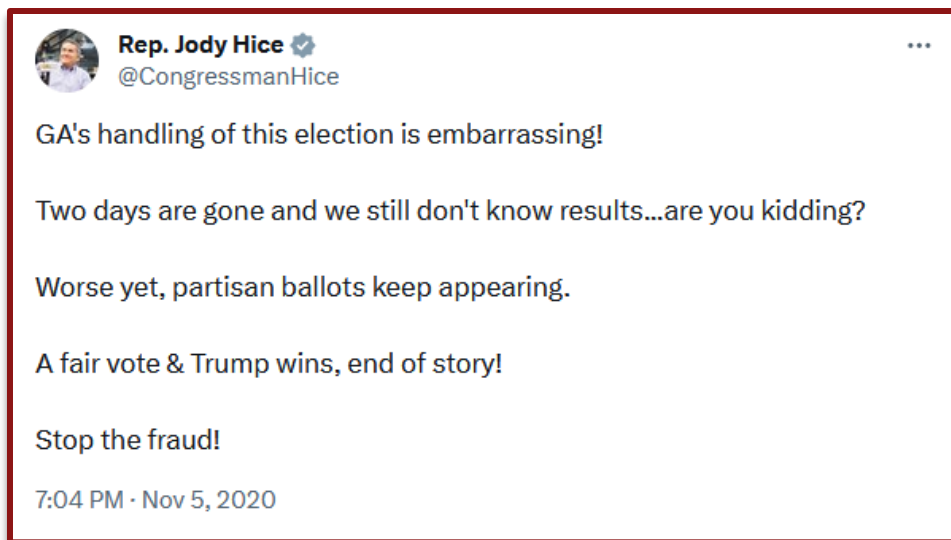 Rep. Jody Hice
@CongressmanHice
GA's handling of this election is embarrassing!
Two days are gone and we still don't know results...are you kidding?
Worse yet, partisan ballots keep appearing.
A fair vote & Trump wins, end of story!
Stop the fraud!
7:04 PM · Nov 5, 2020